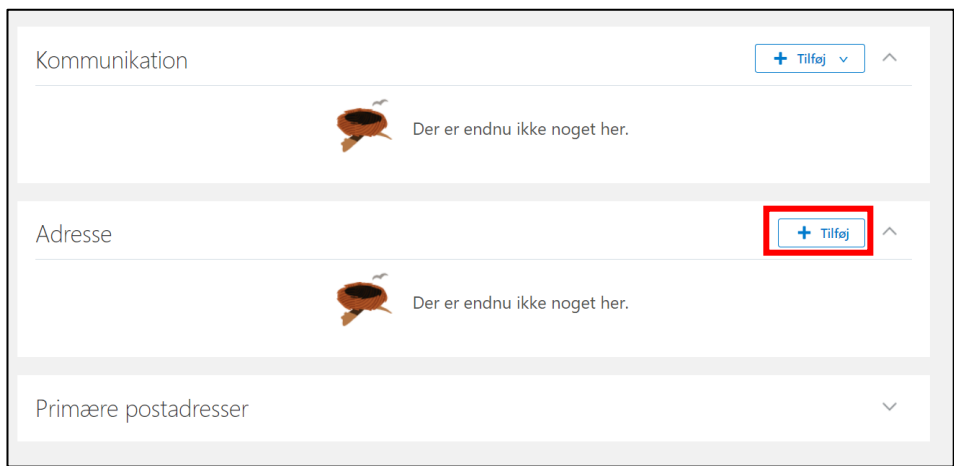 Kommunikation
Tilføj
Der er endnu ikke noget her.
Adresse
Tilføj
Der er endnu ikke noget her.
Primære postadresser